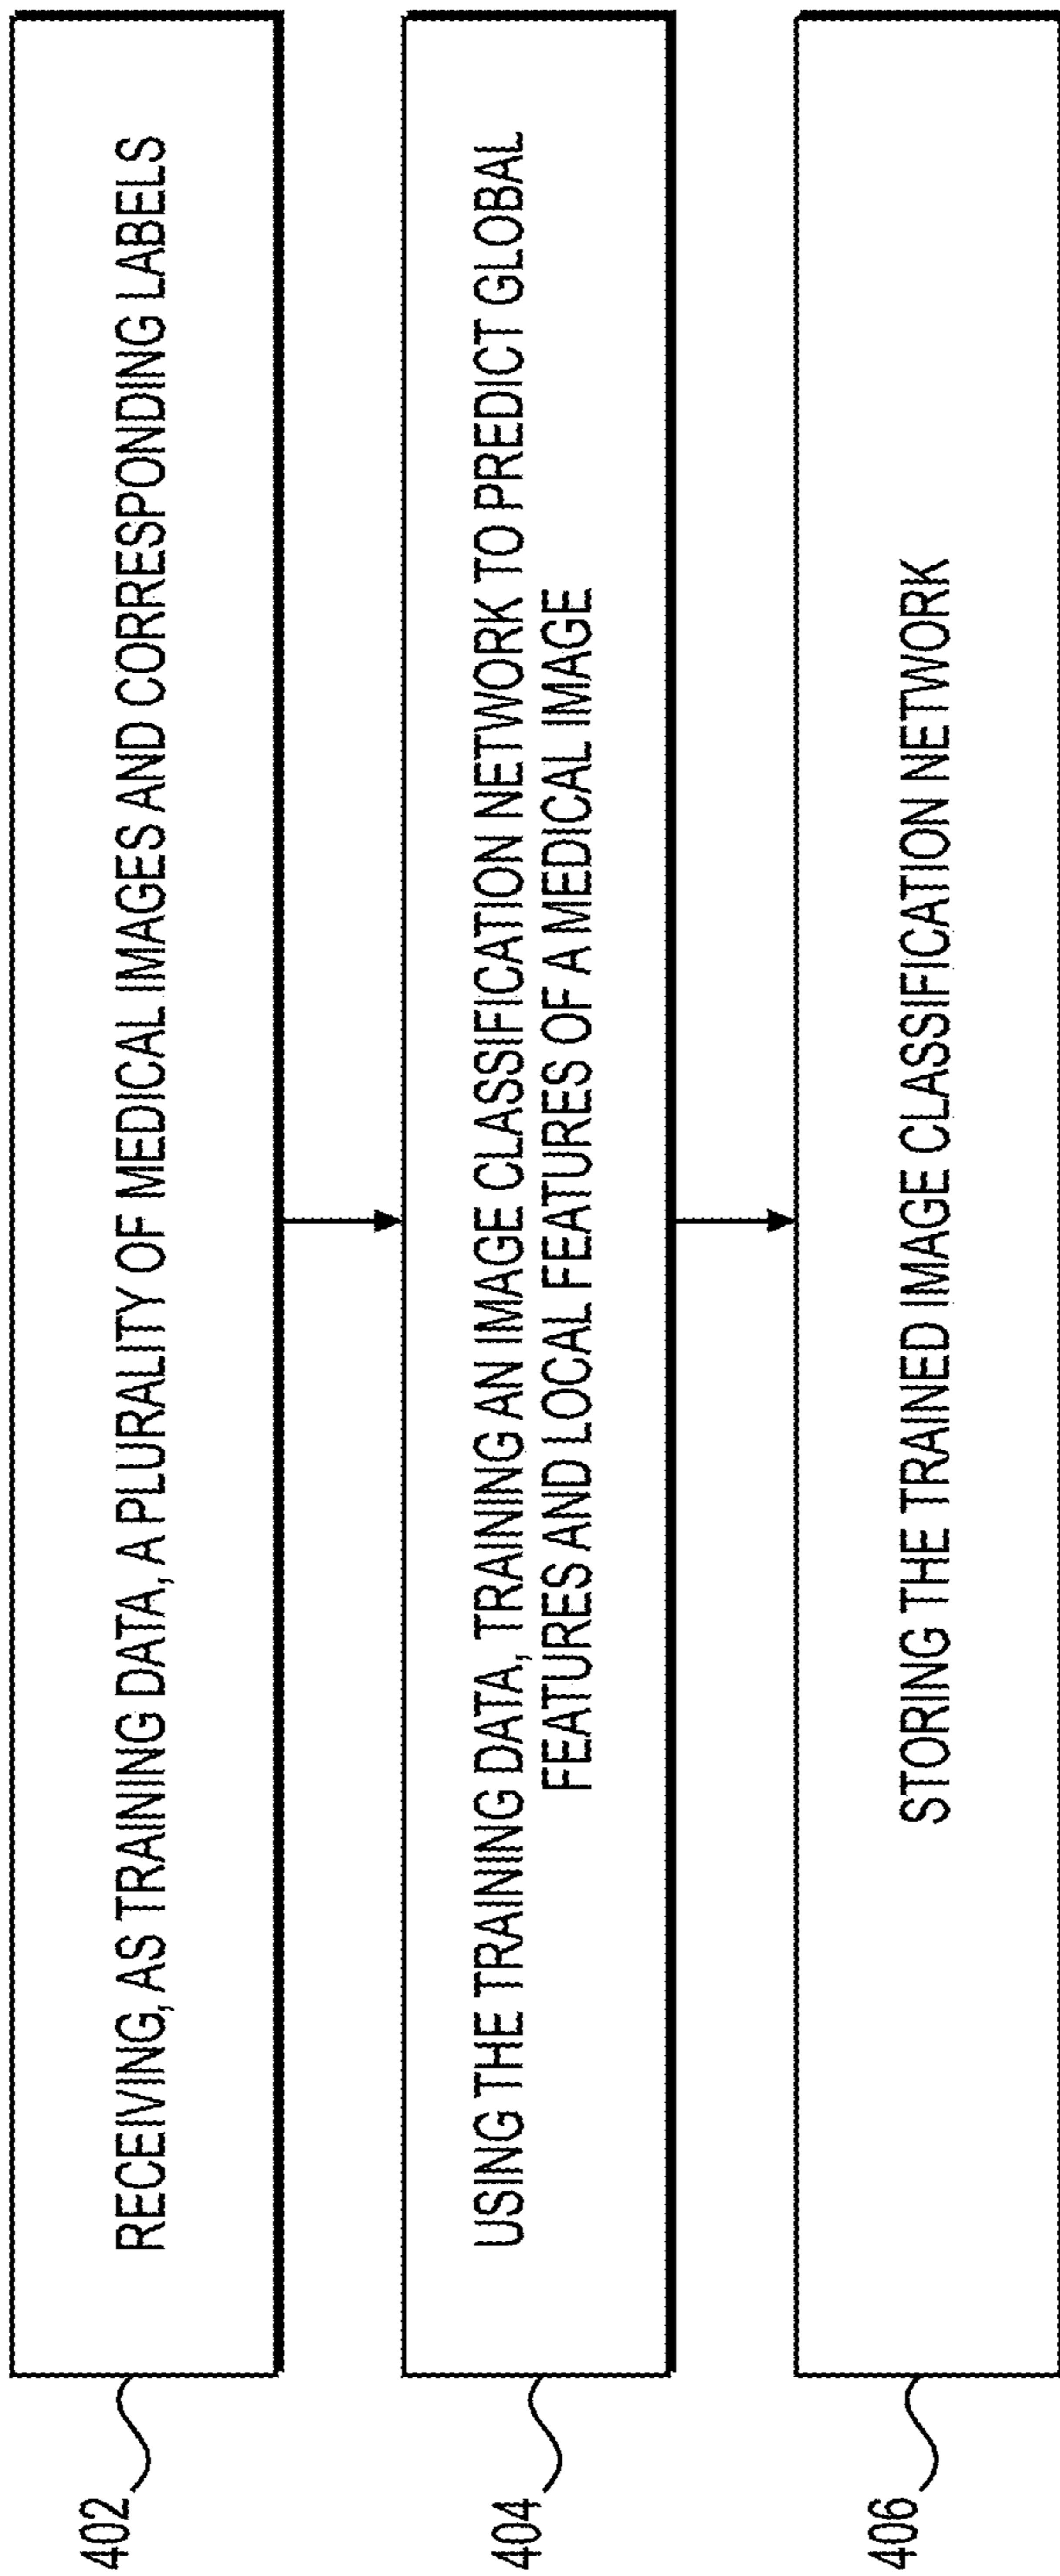 402
RECEIVING, AS TRAINING DATA, A PLURALITY OF MEDICAL IMAGES AND CORRESPONDING LABELS
404
USING THE TRAINING DATA, TRAINING AN IMAGE CLASSIFICATION NETWORK TO PREDICT GLOBAL
FEATURES AND LOCAL FEATURES OF A MEDICAL IMAGE
406
STORING THE TRAINED IMAGE CLASSIFICATION NETWORK